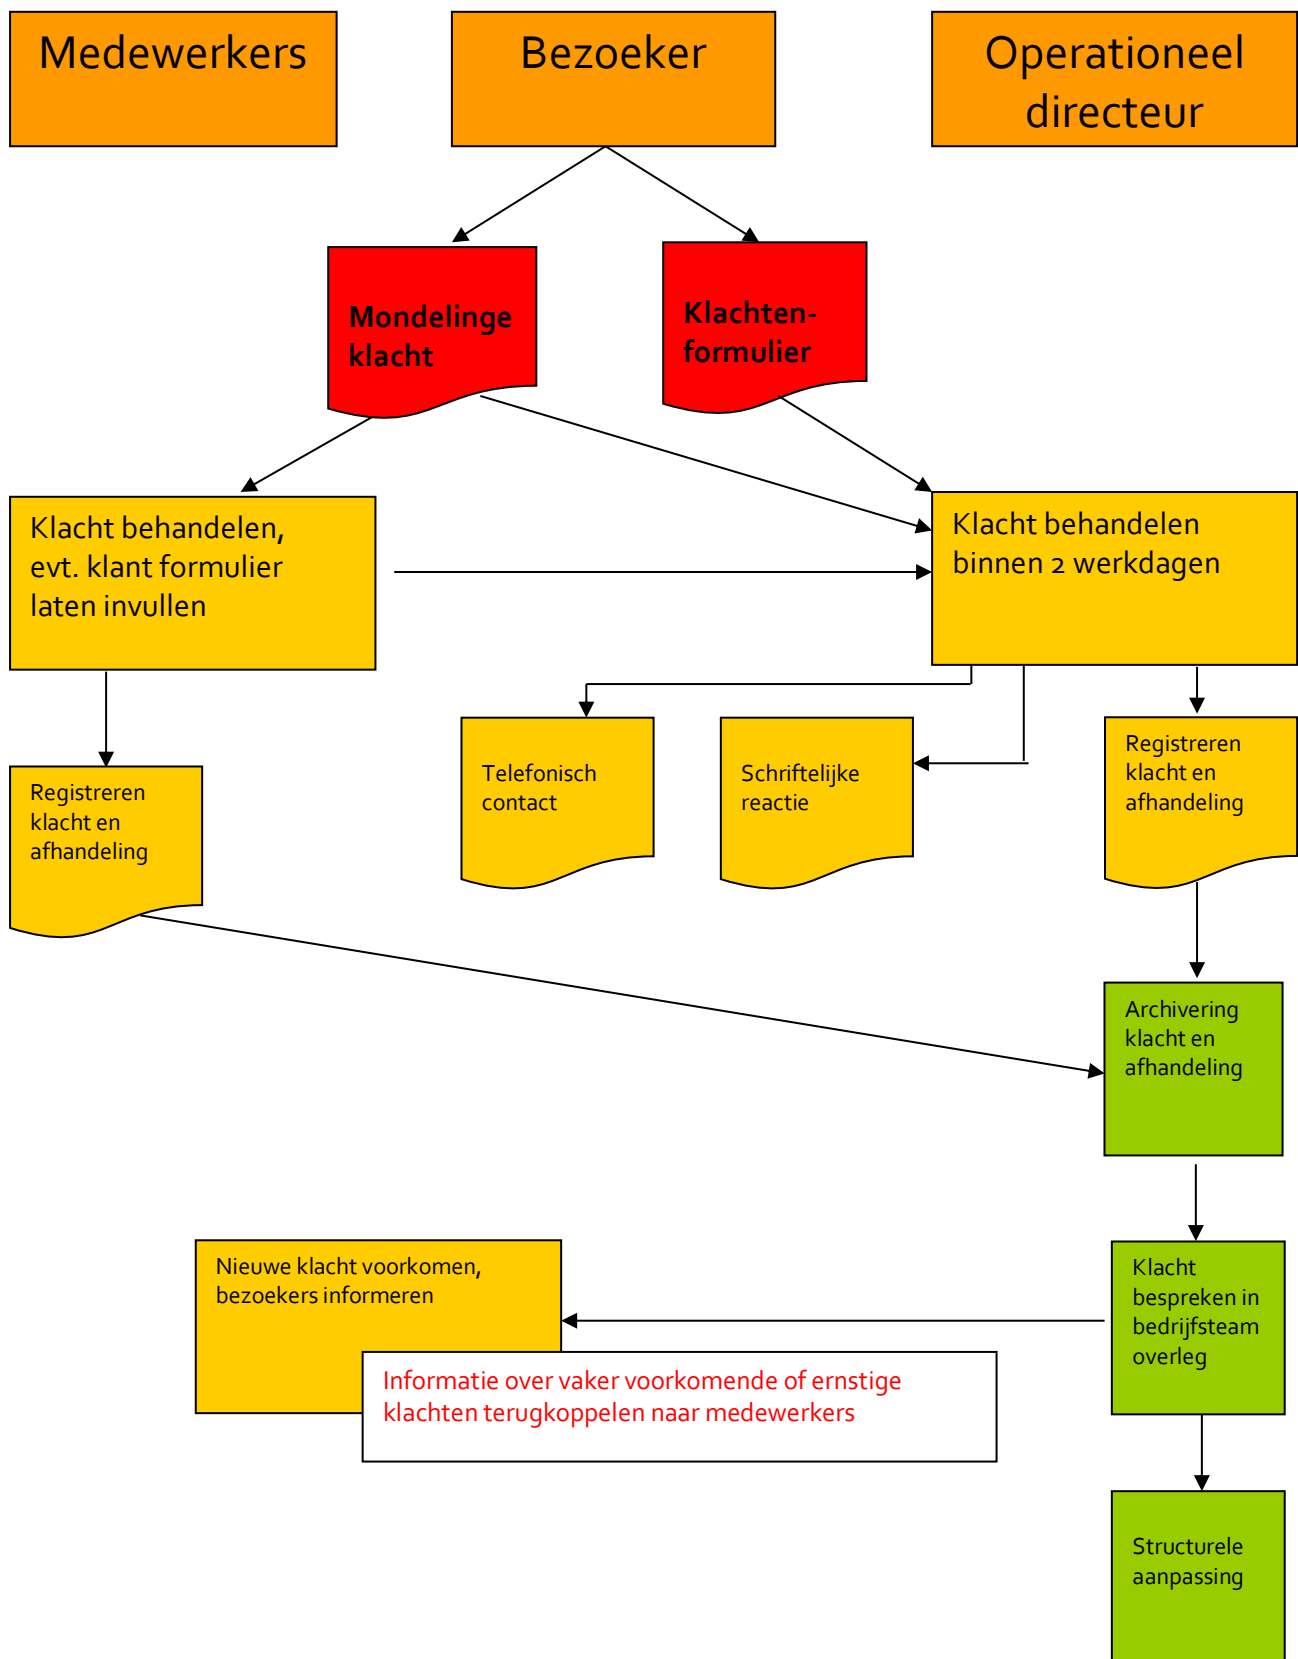 Medewerkers
Bezoeker
Operationeel
directeur
Mondelinge
klacht
Klachten-
formulier
Klacht behandelen,
evt. klant formulier
laten invullen
Klacht behandelen
binnen 2 werkdagen
Registreren
klacht en
afhandeling
Telefonisch
contact
Schriftelijke
reactie
Registreren
klacht en
afhandeling
Archivering
klacht en
afhandeling
Nieuwe klacht voorkomen,
bezoekers informeren
Klacht
bespreken in
bedrijfsteam
overleg
Informatie over vaker voorkomende of ernstige
klachten terugkoppelen naar medewerkers
Structurele
aanpassing